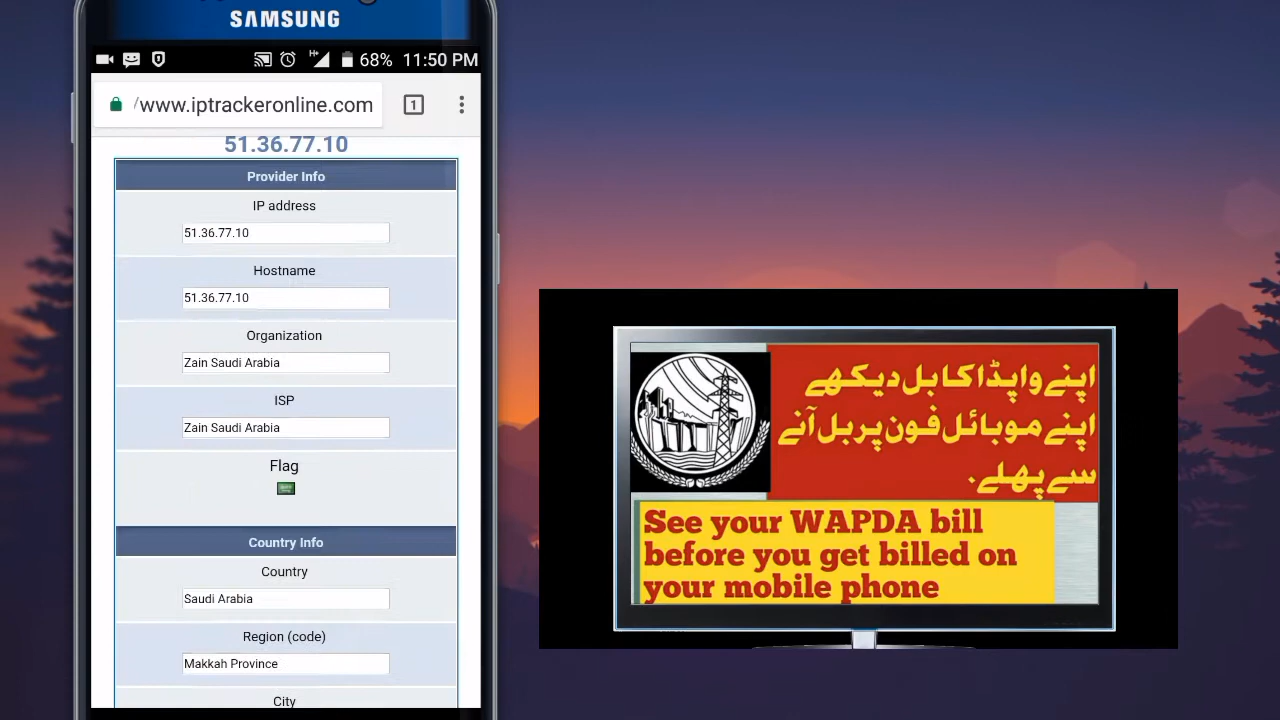 SAMSUNG
H+ 68% 11:50 PM
/www.iptrackeronline.com 1
51.36.77.10
Provider Info
IP address
51.36.77.10
Hostname
51.36.77.10
Organization
Zain Saudi Arabia
ISP
Zain Saudi Arabia
Flag
Country Info
Country
Saudi Arabia
Region (code)
Makkah Province
City
اپنے واپڈا کا بل دیکھے
اپنے موبائل فون پر بل آنے
سے پہلے.
See your WAPDA bill
before you get billed on
your mobile phone